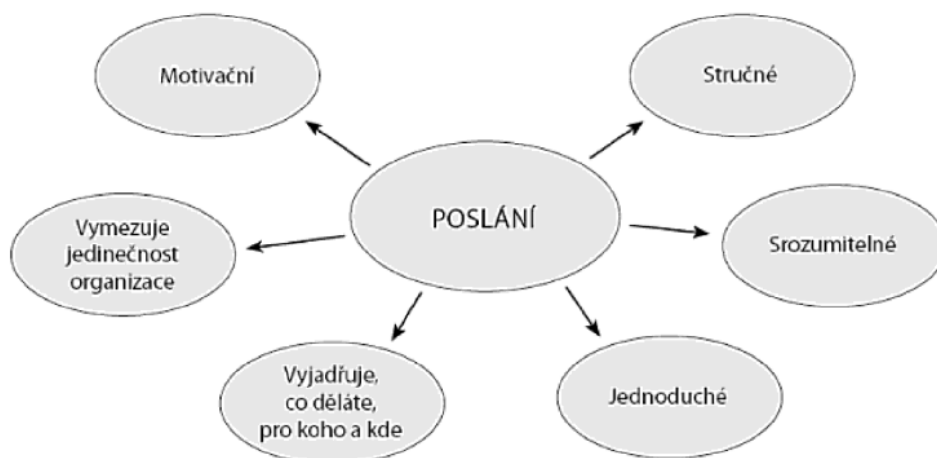 Motivační
Stručné
POSLÁNÍ
Vymezuje
jedinečnost
organizace
Srozumitelné
Vyjadřuje,
co děláte,
pro koho a kde
Jednoduché